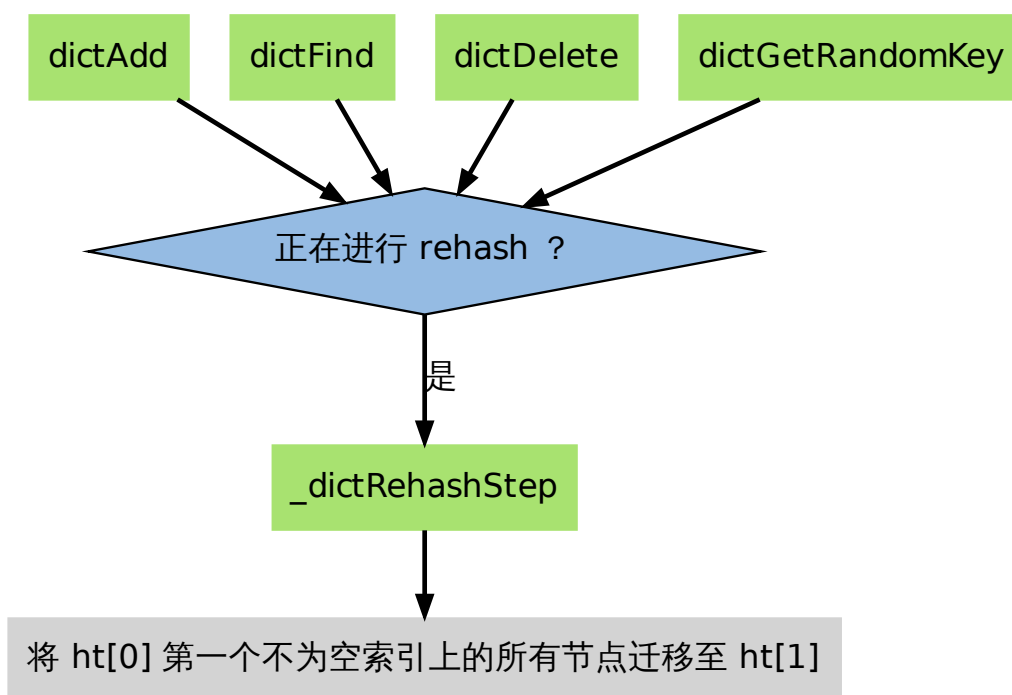 dictAdd
dictFind
dictDelete
dictGetRandomKey
正在进行 rehash ？
是
_dictRehashStep
将 ht[0] 第一个不为空索引上的所有节点迁移至 ht[1]